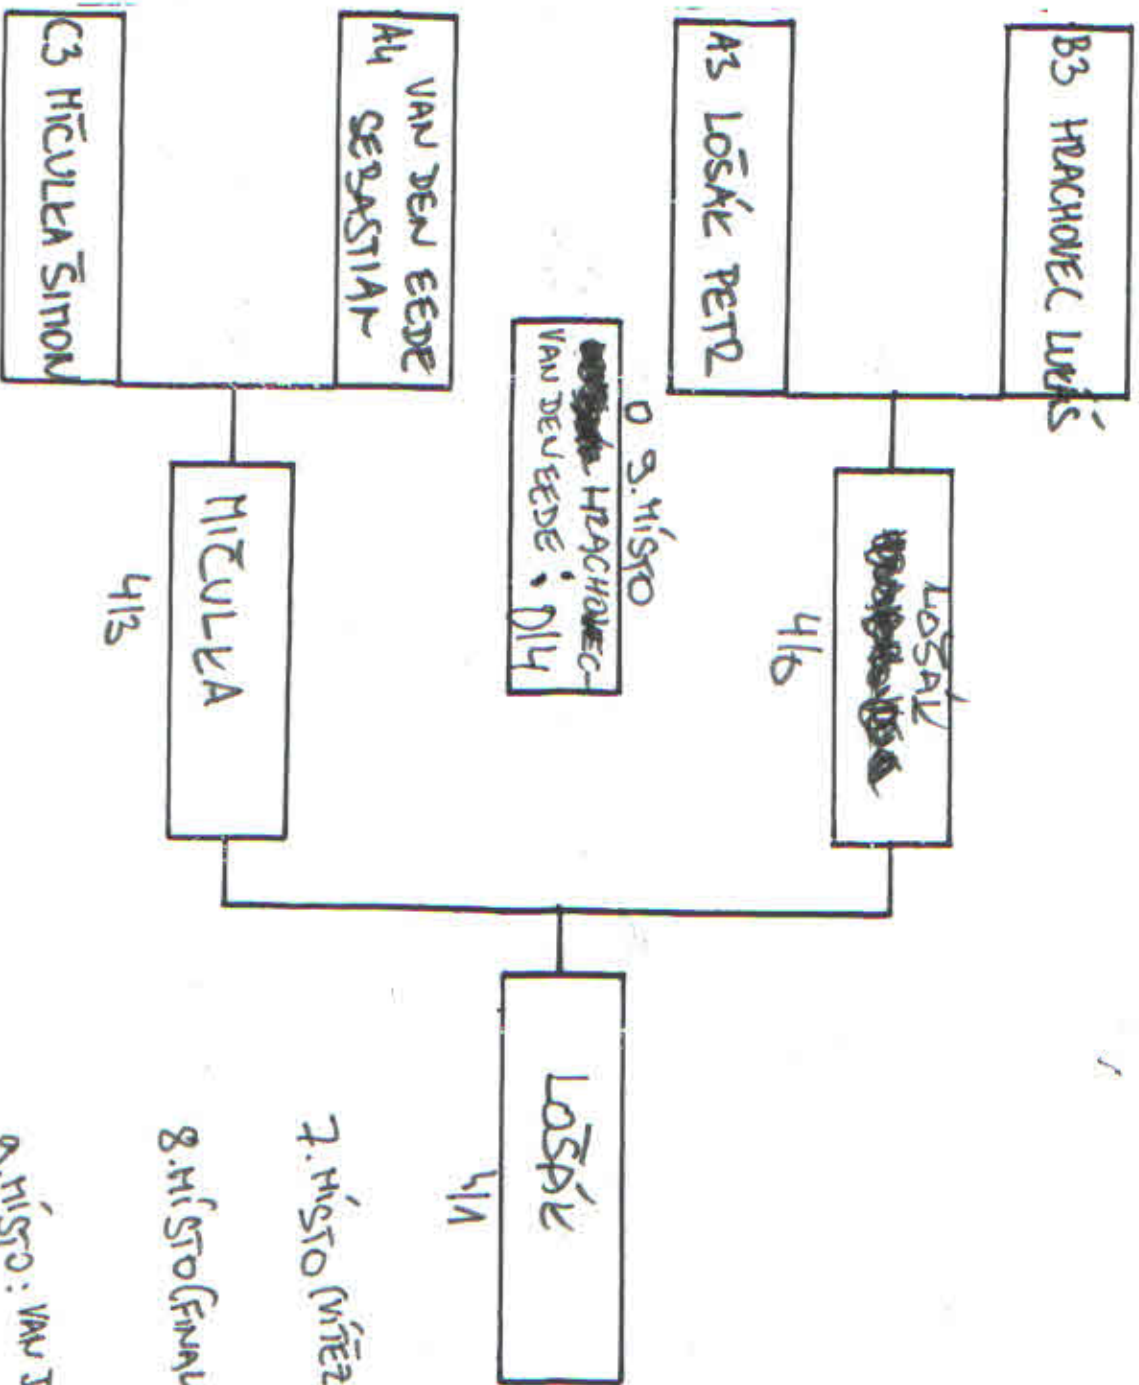 B3 HRACHOVEC LUKÁŠ
A3 LOŠÁK PETR
LOŠÁK
4/0
O 9. MÍSTO
HRACHOVEC-
VAN DEN EEDE : 0/4
A4 VAN DEN EEDE
SEBASTIAN
C3 MIČULKA ŠIMON
MIČULKA
4/3
LOŠÁK
4/1
7. MÍSTO (VÍTĚZ
8. MÍSTO (FINAL
9. MÍSTO: VAN D